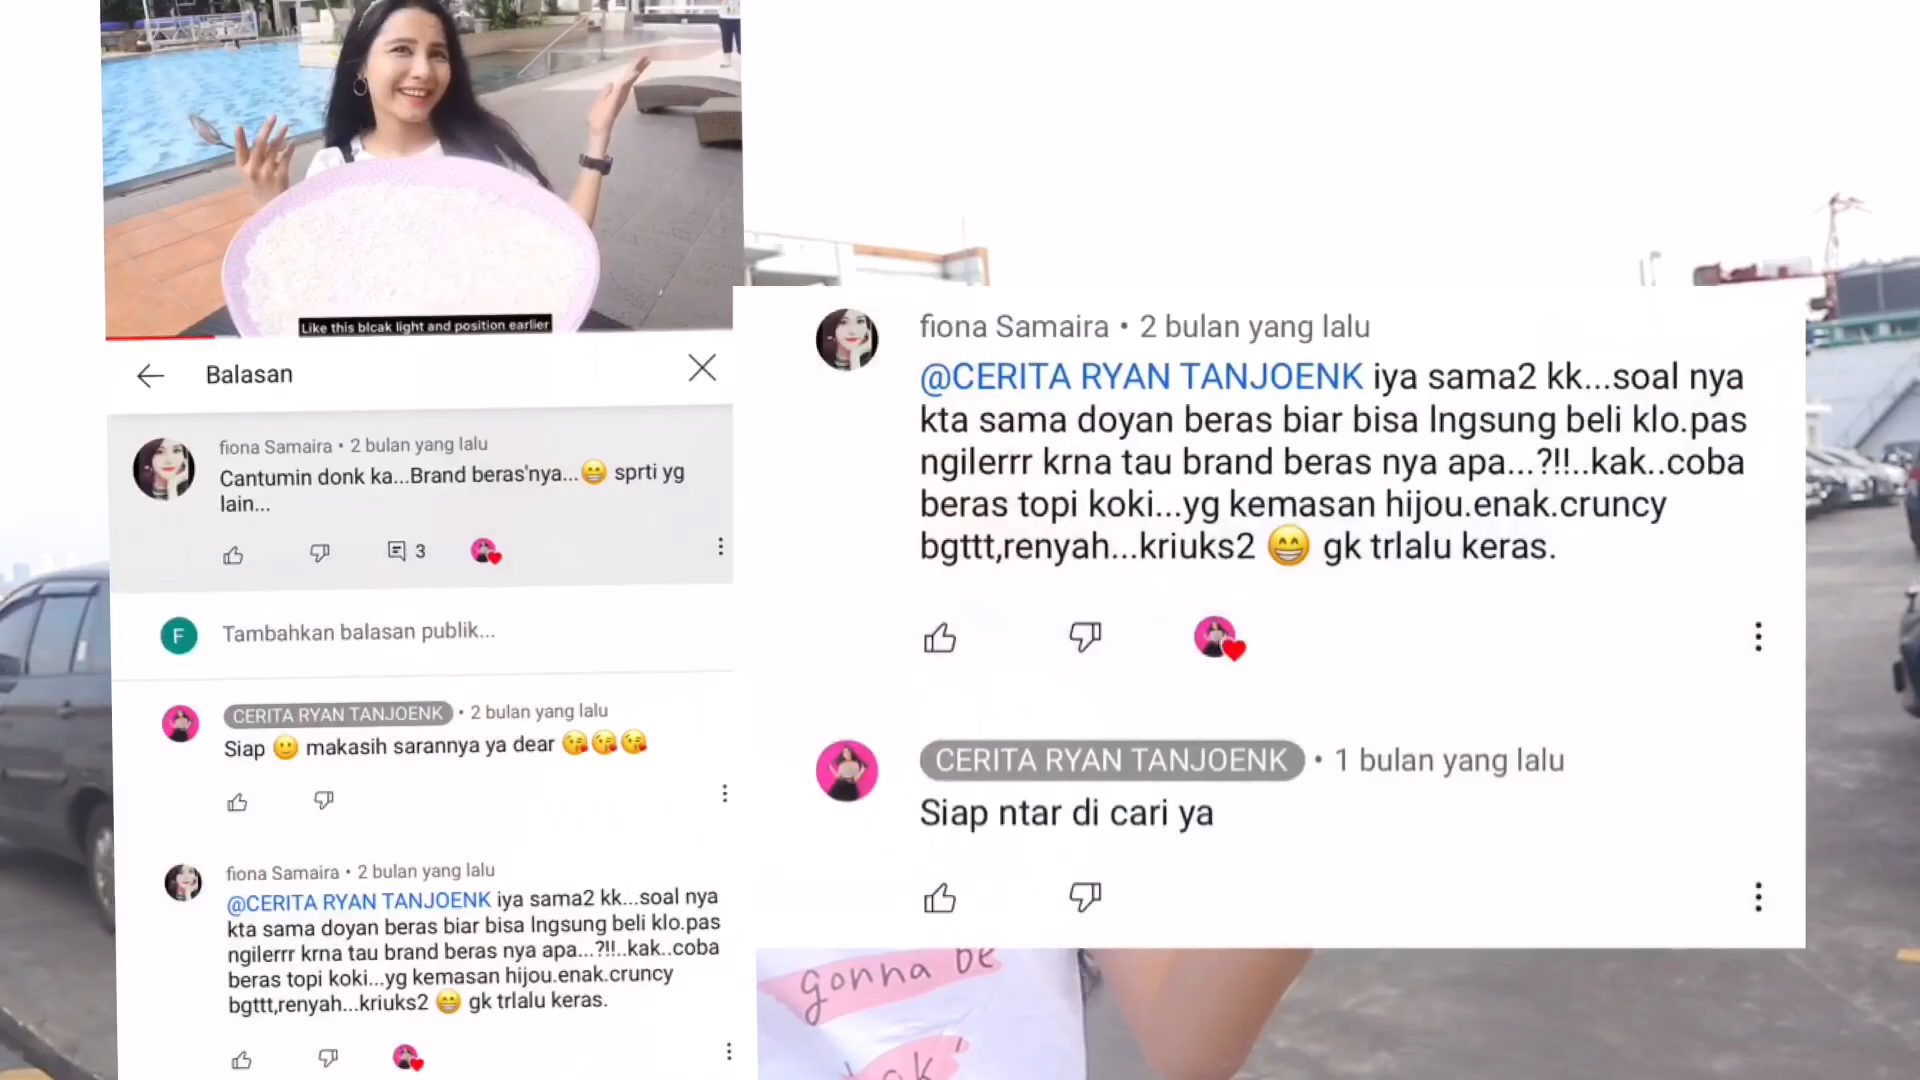 Like this blcak light and position earlier
Balasan
fiona Samaira • 2 bulan yang lalu
Cantumin donk ka...Brand beras'nya...😁 sprti yg
lain...
3
F
Tambahkan balasan publik...
CERITA RYAN TANJOENK • 2 bulan yang lalu
Siap 🙂 makasih sarannya ya dear 😘😘😘
fiona Samaira • 2 bulan yang lalu
@CERITA RYAN TANJOENK iya sama2 kk...soal nya
kta sama doyan beras biar bisa lngsung beli klo.pas
ngilerrr krna tau brand beras nya apa...?!!..kak..coba
beras topi koki...yg kemasan hijou.enak.cruncy
bgttt,renyah...kriuks2 😁 gk trlalu keras.
fiona Samaira • 2 bulan yang lalu
@CERITA RYAN TANJOENK iya sama2 kk...soal nya
kta sama doyan beras biar bisa lngsung beli klo.pas
ngilerrr krna tau brand beras nya apa...?!!..kak..coba
beras topi koki...yg kemasan hijou.enak.cruncy
bgttt,renyah...kriuks2 😁 gk trlalu keras.
CERITA RYAN TANJOENK • 1 bulan yang lalu
Siap ntar di cari ya
gonna be